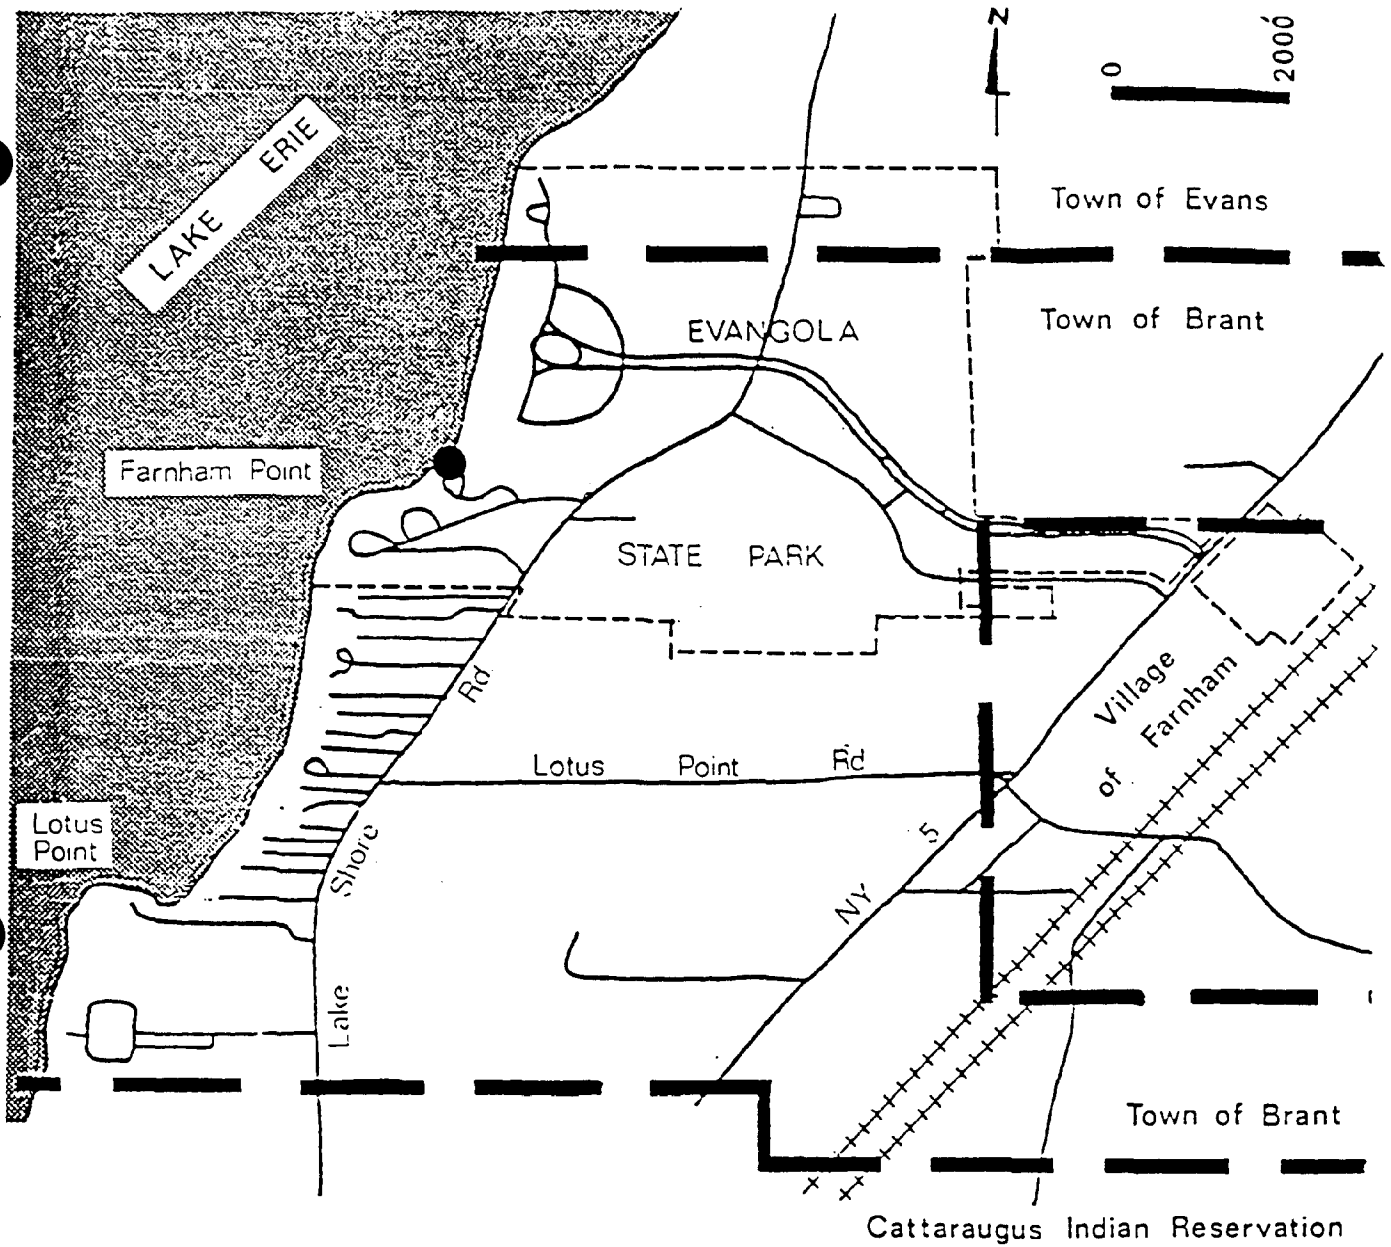 N
0 2000'
LAKE ERIE
Town of Evans
Town of Brant
EVANGOLA
Farnham Point
STATE PARK
Rd
Village
of Farnham
Lotus Point Rd
Lotus
Point
Shore
5
NY
Lake
Town of Brant
Cattaraugus Indian Reservation